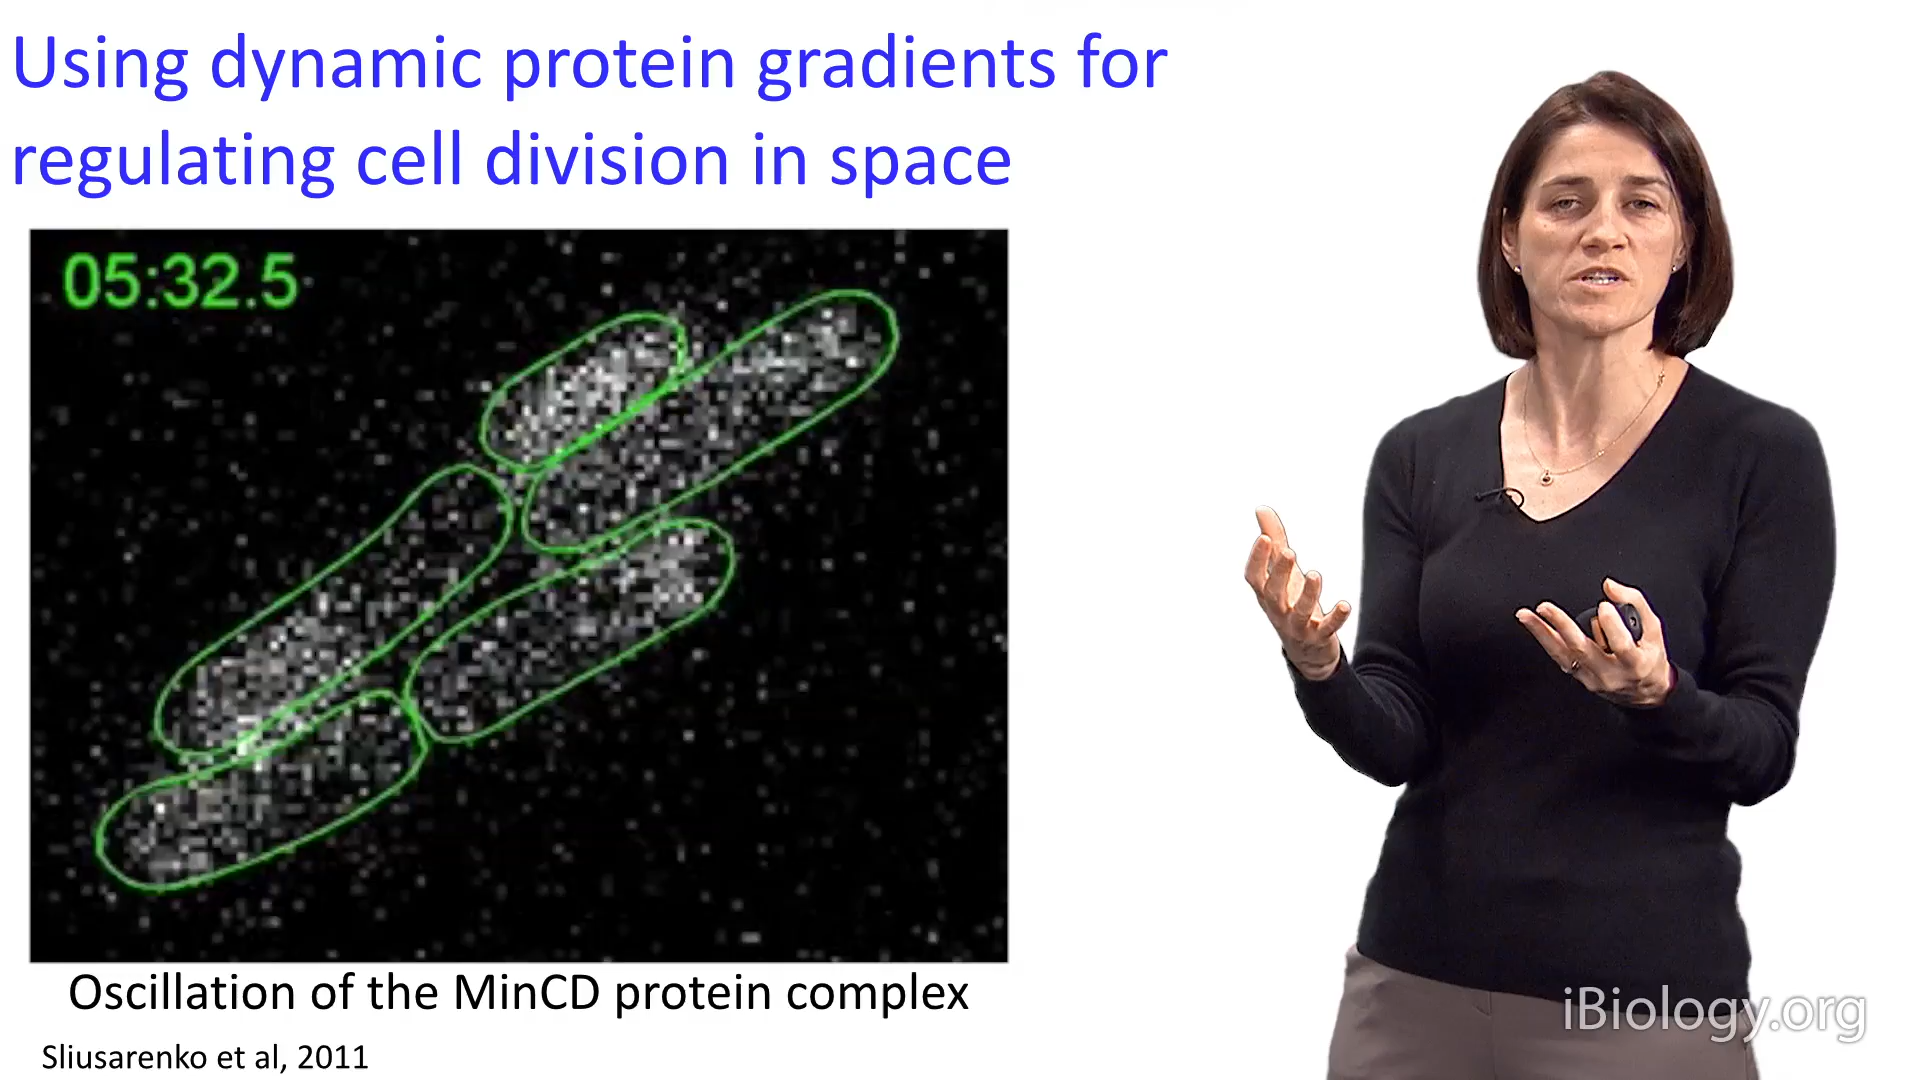 Using dynamic protein gradients for
regulating cell division in space
05:32.5
Oscillation of the MinCD protein complex
Sliusarenko et al, 2011
iBiology.org